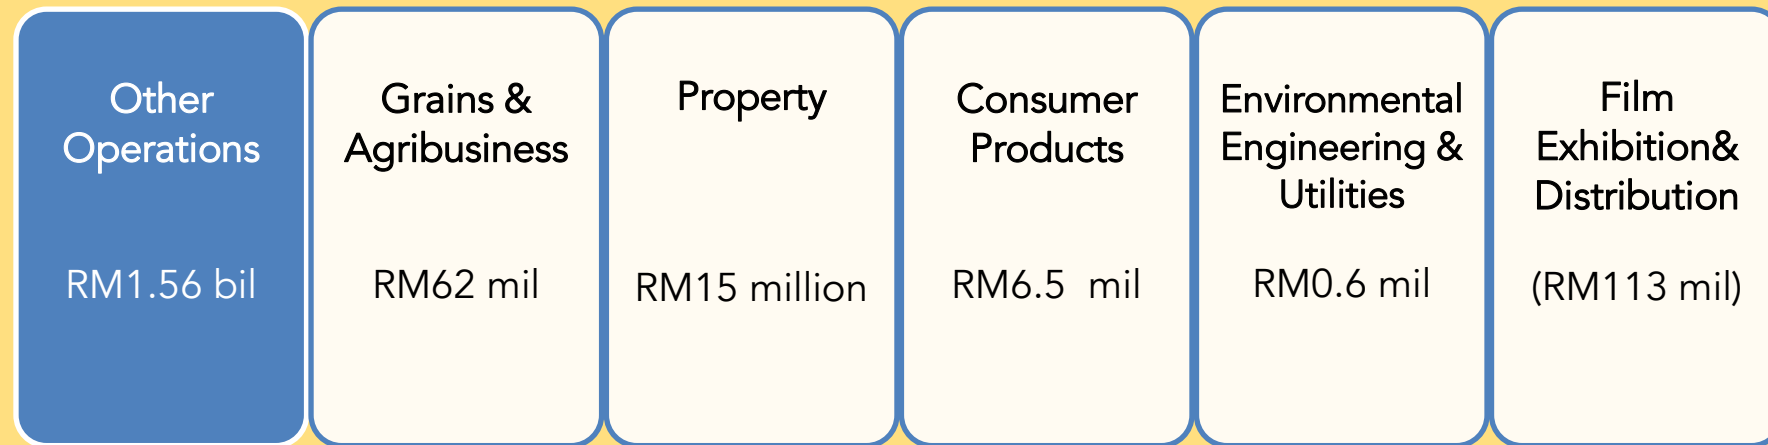 Other
Operations
RM1.56 bil
Grains &
Agribusiness
RM62 mil
Property
RM15 million
Consumer
Products
RM6.5  mil
Environmental
Engineering &
Utilities
RM0.6 mil
Film
Exhibition&
Distribution
(RM113 mil)